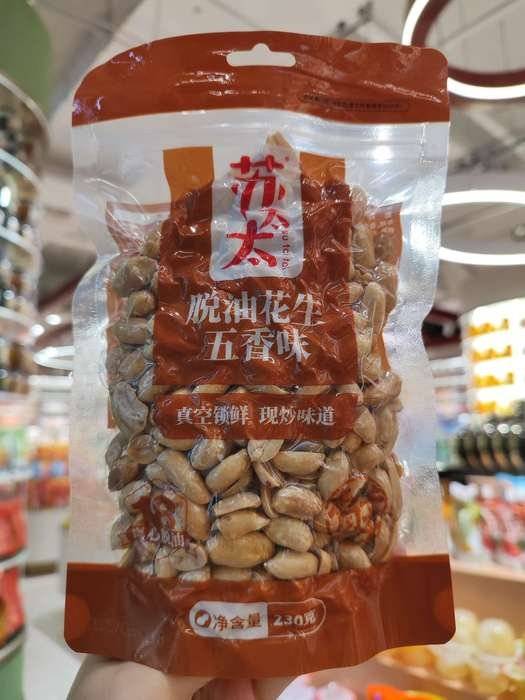 苏太太
脱油花生
五香味
真空锁鲜 现炒味道
净含量 230克